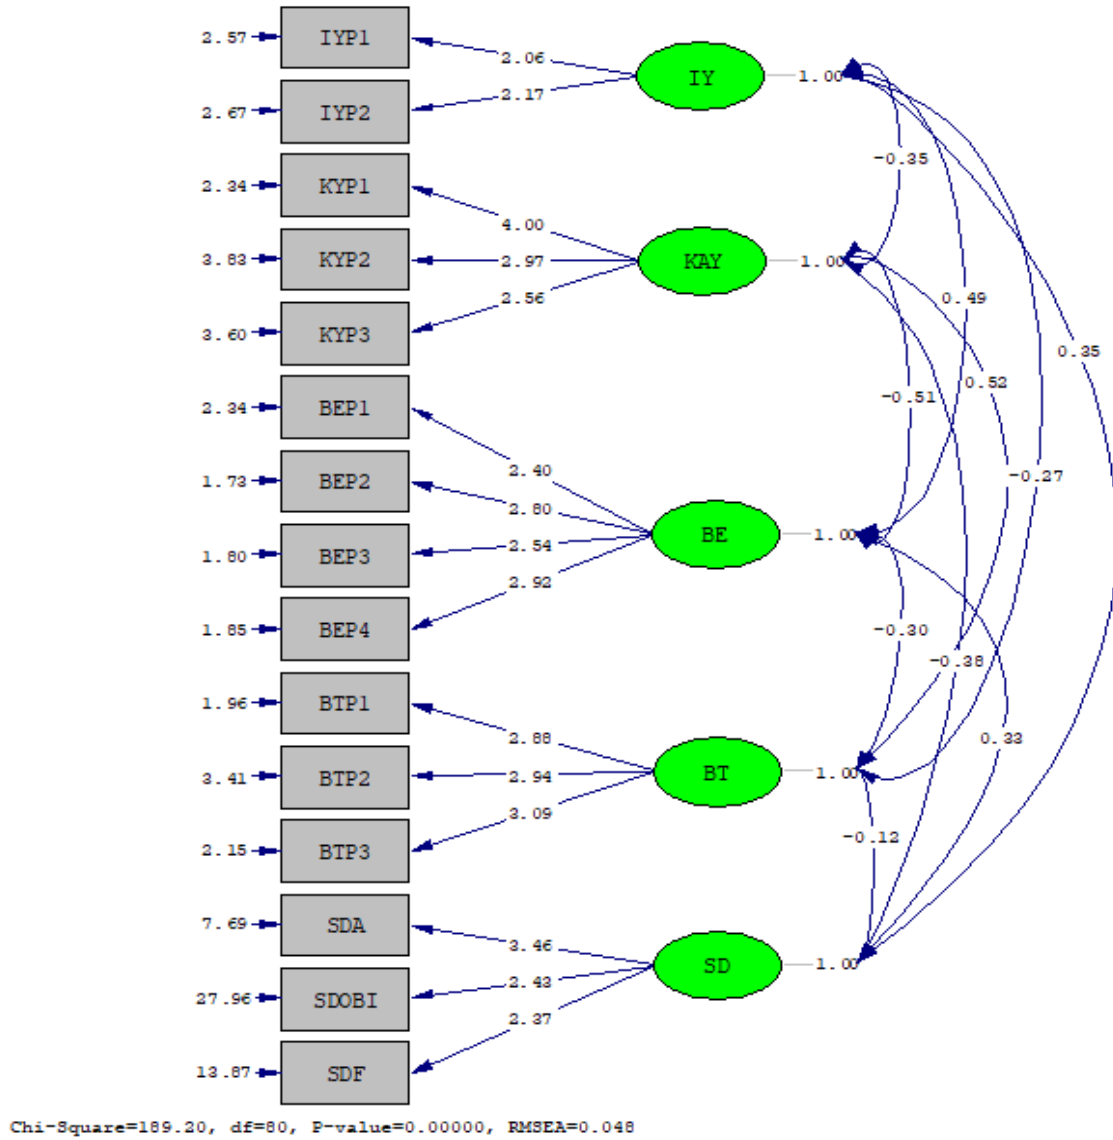 2.57 IYP1 2.06 IY 1.00
2.67 IYP2 2.17
-0.35
2.34 KYP1 4.00
3.83 KYP2 2.97 KAY 1.00
3.60 KYP3 2.56
0.49
0.35
2.34 BEP1 -0.51 0.52
1.73 BEP2 2.40
2.80 -0.27
1.80 BEP3 2.54 BE 1.00
1.85 BEP4 2.92
-0.30
-0.38
1.96 BTP1 2.88
0.33
3.41 BTP2 2.94 BT 1.00
2.15 BTP3 3.09
-0.12
7.69 SDA 3.46
SD 1.00
27.96 SDOBI 2.43
13.87 SDF 2.37
Chi-Square=189.20, df=80, P-value=0.00000, RMSEA=0.048